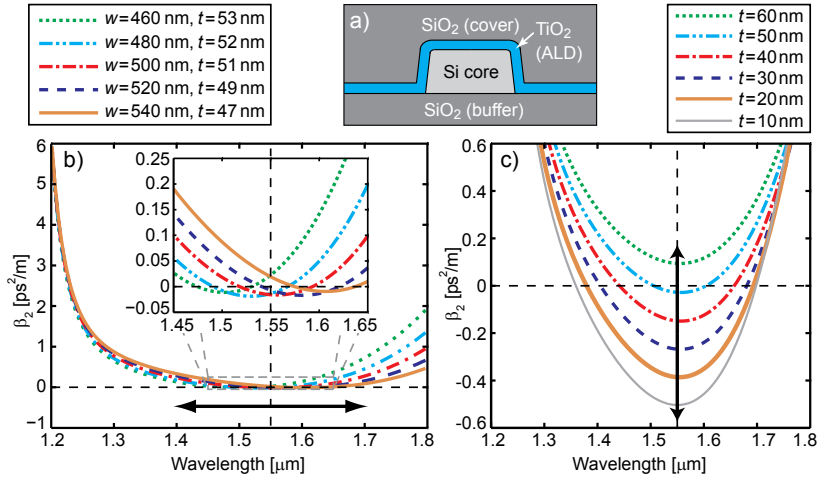 w=460 nm, t=53 nm
w=480 nm, t=52 nm
w=500 nm, t=51 nm
w=520 nm, t=49 nm
w=540 nm, t=47 nm
a)
SiO₂ (cover)
TiO₂
(ALD)
Si core
SiO₂ (buffer)
t=60nm
t=50nm
t=40nm
t=30nm
t=20nm
t=10nm
b)
6
5
4
3
2
1
0
−1
β₂ [ps²/m]
0.25
0.2
0.15
0.1
0.05
0
−0.05
1.45
1.5
1.55
1.6
1.65
1.2
1.3
1.4
1.5
1.6
1.7
1.8
Wavelength [μm]
c)
0.6
0.4
0.2
0
-0.2
-0.4
-0.6
β₂ [ps²/m]
1.2
1.3
1.4
1.5
1.6
1.7
1.8
Wavelength [μm]